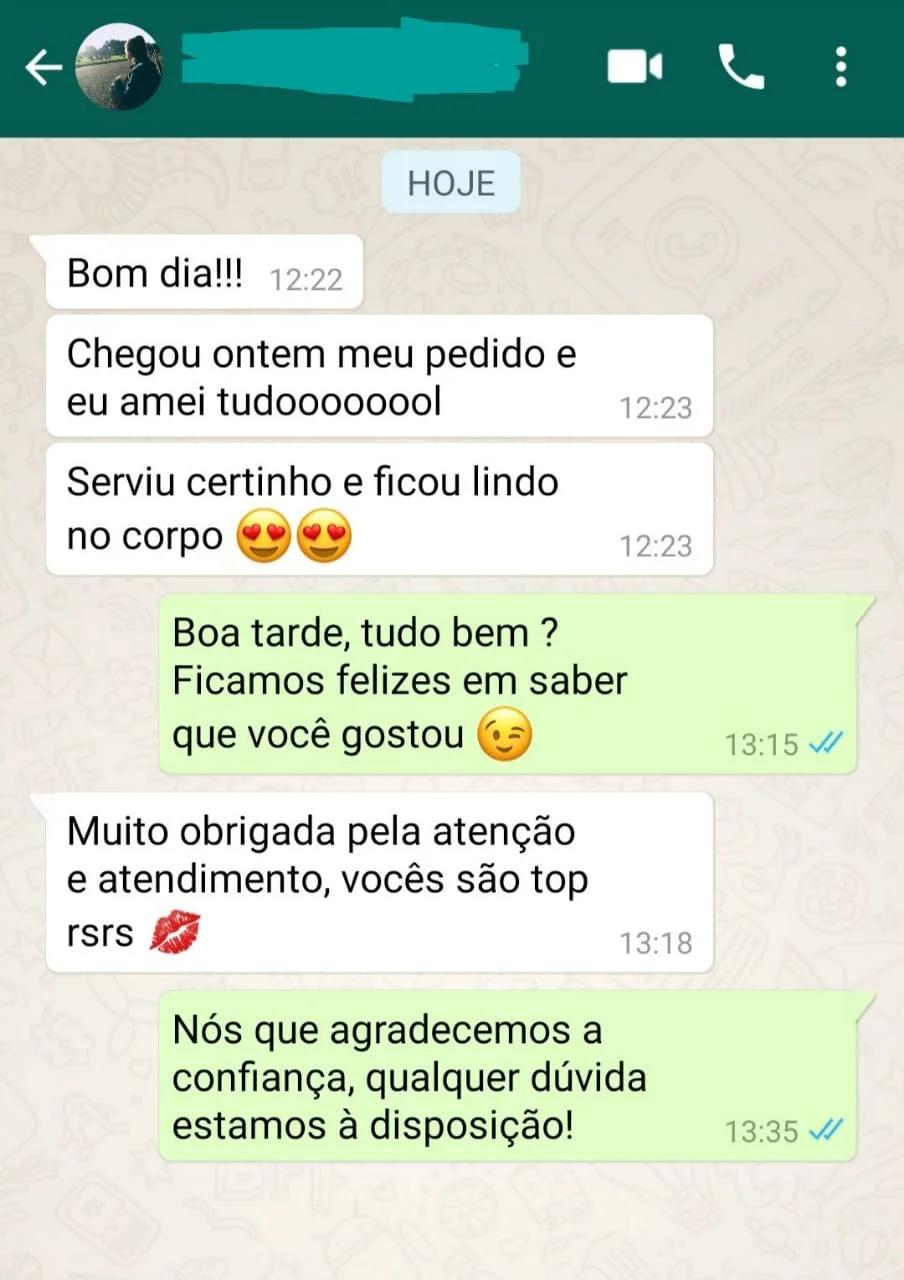 HOJE
Bom dia!!! 12:22
Chegou ontem meu pedido e
eu amei tudooooooool 12:23
Serviu certinho e ficou lindo
no corpo 😍😍 12:23
Boa tarde, tudo bem ?
Ficamos felizes em saber
que você gostou 😉 13:15
Muito obrigada pela atenção
e atendimento, vocês são top
rsrs 💋 13:18
Nós que agradecemos a
confiança, qualquer dúvida
estamos à disposição! 13:35